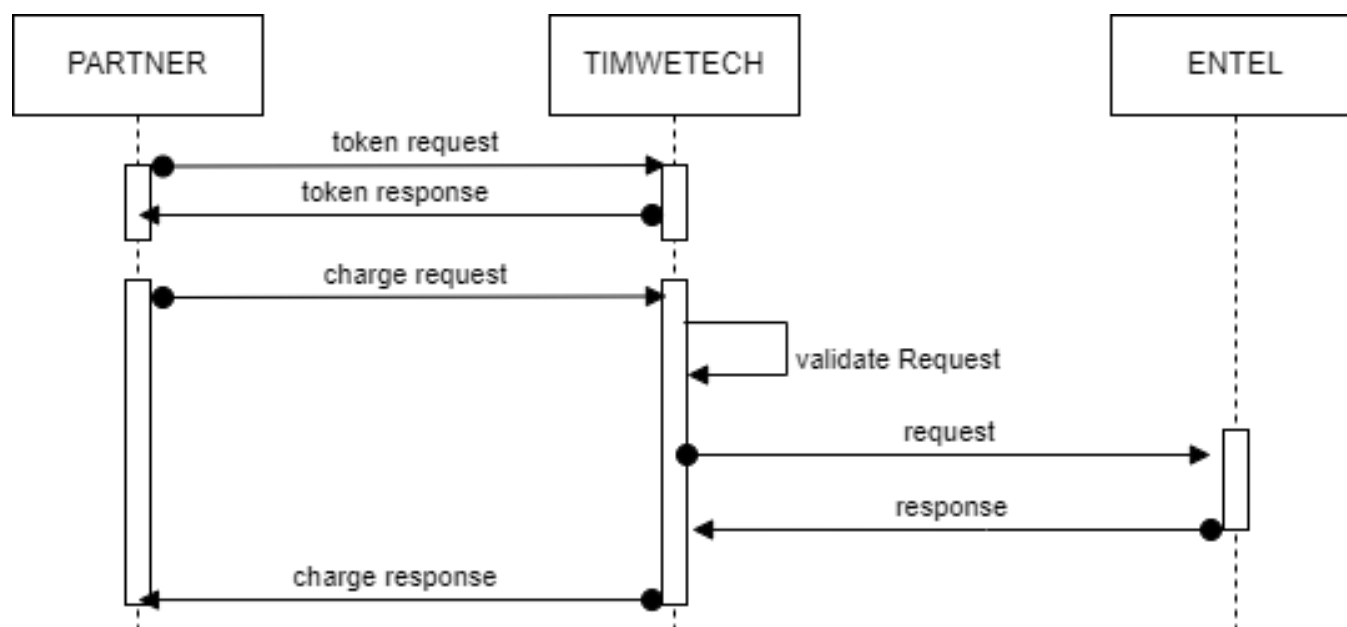 PARTNER
TIMWETECH
ENTEL
token request
token response
charge request
validate Request
request
response
charge response